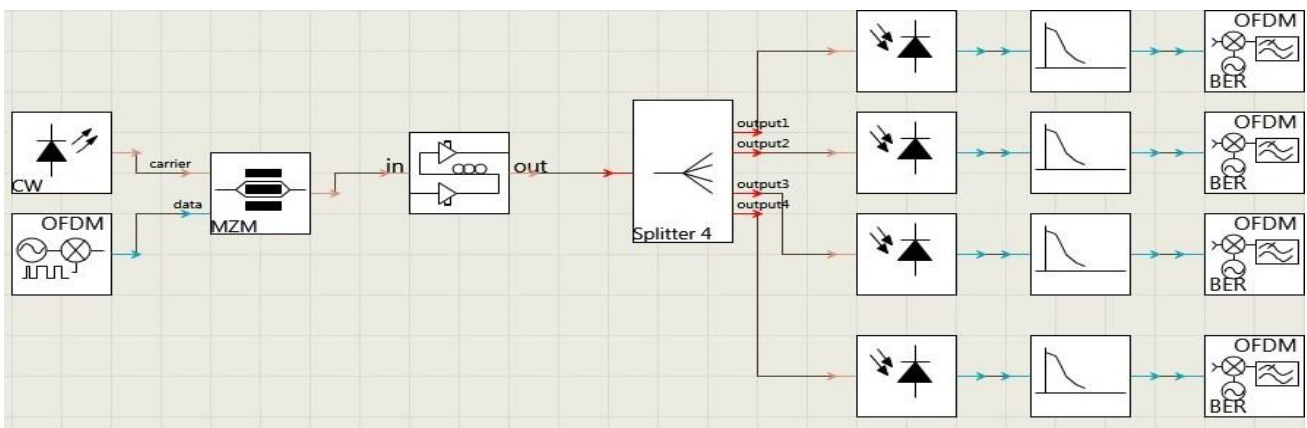 CW
OFDM
carrier
data
MZM
in
out
output1
output2
output3
output4
Splitter 4
OFDM
BER
OFDM
BER
OFDM
BER
OFDM
BER